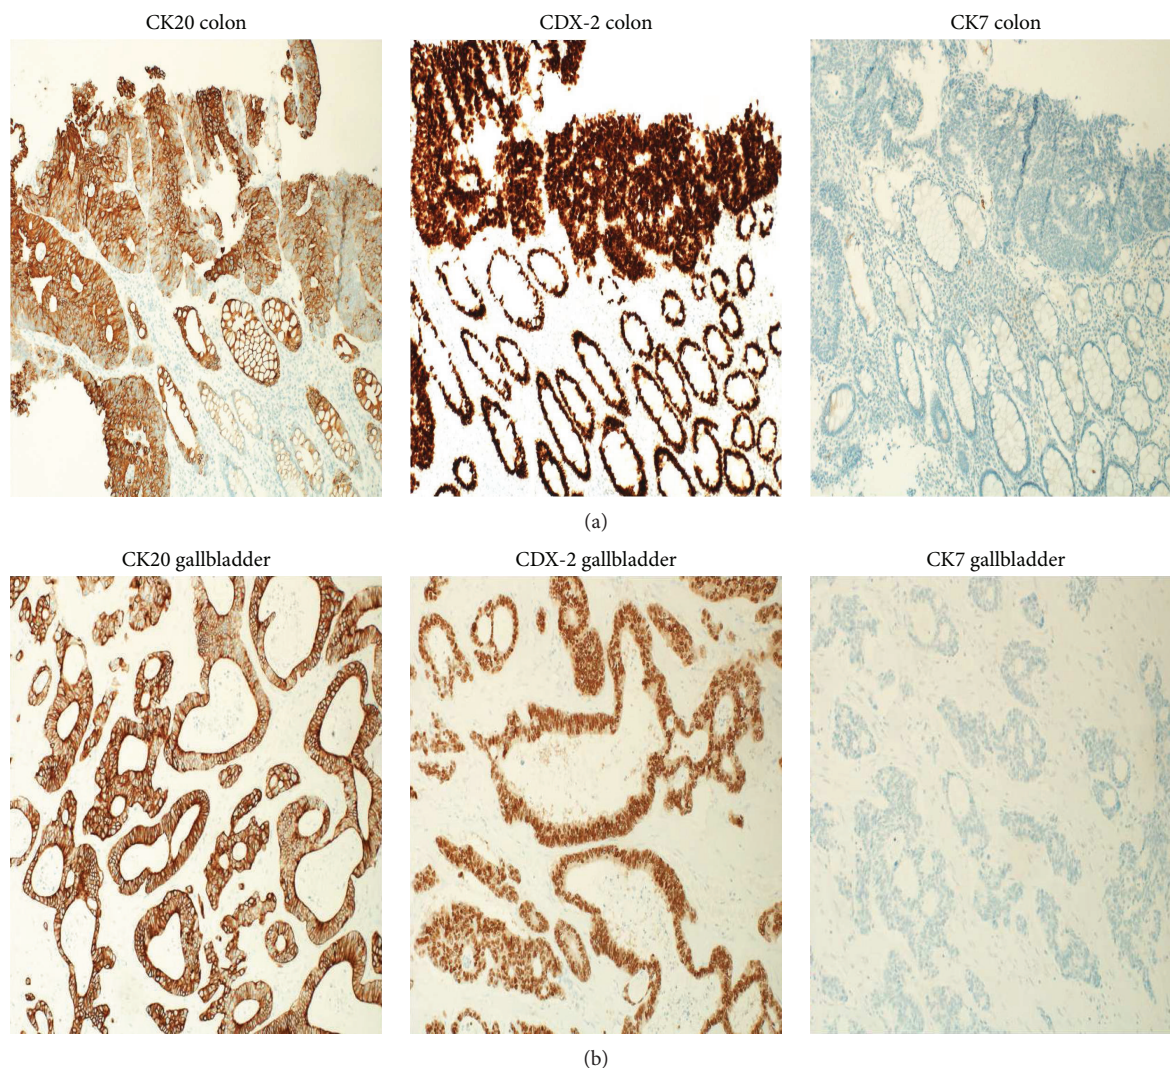 CK20 colon
CDX-2 colon
CK7 colon
(a)
CK20 gallbladder
CDX-2 gallbladder
CK7 gallbladder
(b)